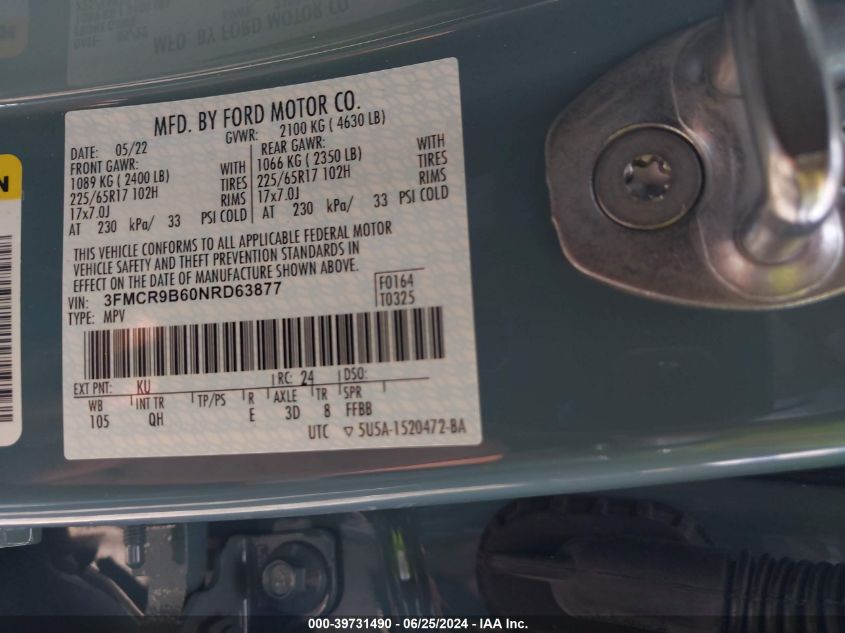 MFD. BY FORD MOTOR CO.
DATE: 05/22 GVWR: 2100 KG ( 4630 LB)
FRONT GAWR: WITH REAR GAWR: WITH
1089 KG ( 2400 LB) TIRES 1066 KG ( 2350 LB) TIRES
225/65R17 102H RIMS 225/65R17 102H RIMS
17x7.0J 17x7.0J
AT 230 kPa/ 33 PSI COLD AT 230 kPa/ 33 PSI COLD
THIS VEHICLE CONFORMS TO ALL APPLICABLE FEDERAL MOTOR
VEHICLE SAFETY AND THEFT PREVENTION STANDARDS IN
EFFECT ON THE DATE OF MANUFACTURE SHOWN ABOVE.
VIN: 3FMCR9B60NRD63877 F0164
TYPE: MPV T0325
EXT PNT: KU RC: 24 DSO:
WB INT TR TP/PS R AXLE TR SPR
105 QH E 3D 8 FFBB
UTC ▽ 5U5A-1520472-BA
N
000-39731490 - 06/25/2024 - IAA Inc.